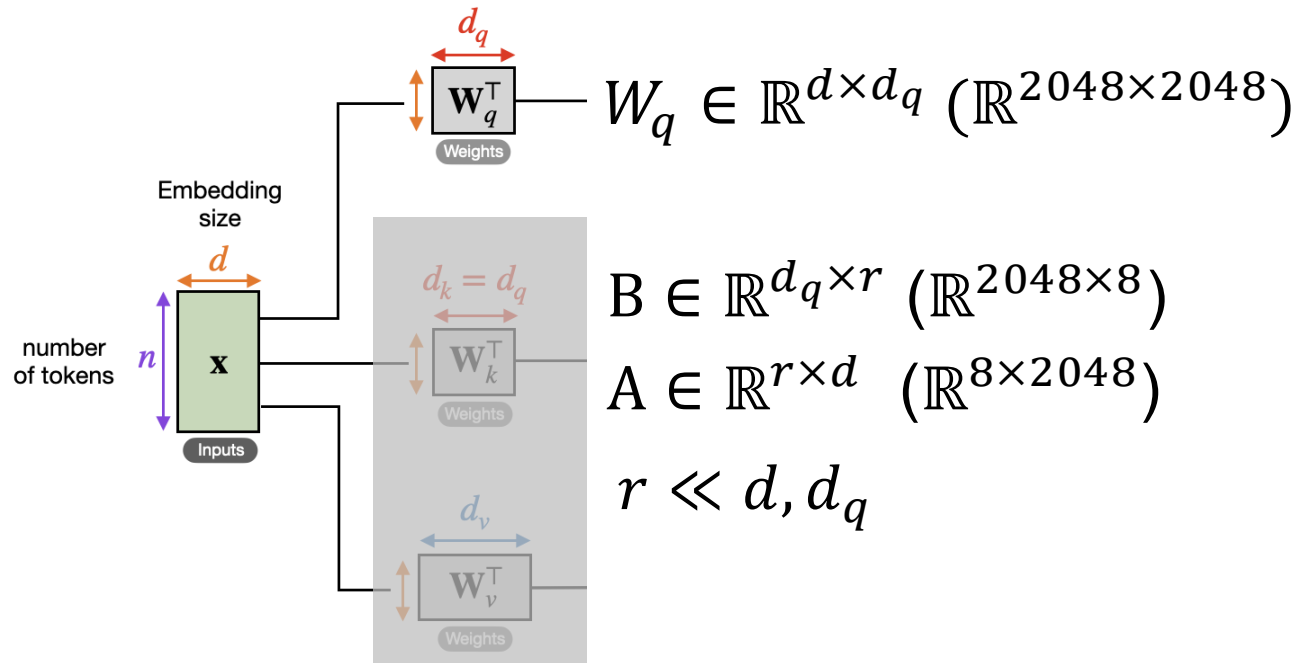 d_q
W_q^⊤
Weights
W_q ∈ ℝ^{d×d_q} (ℝ^{2048×2048})
Embedding
size
d
number
of tokens
n
x
Inputs
d_k = d_q
W_k^⊤
Weights
B ∈ ℝ^{d_q×r} (ℝ^{2048×8})
A ∈ ℝ^{r×d} (ℝ^{8×2048})
r ≪ d, d_q
d_v
W_v^⊤
Weights